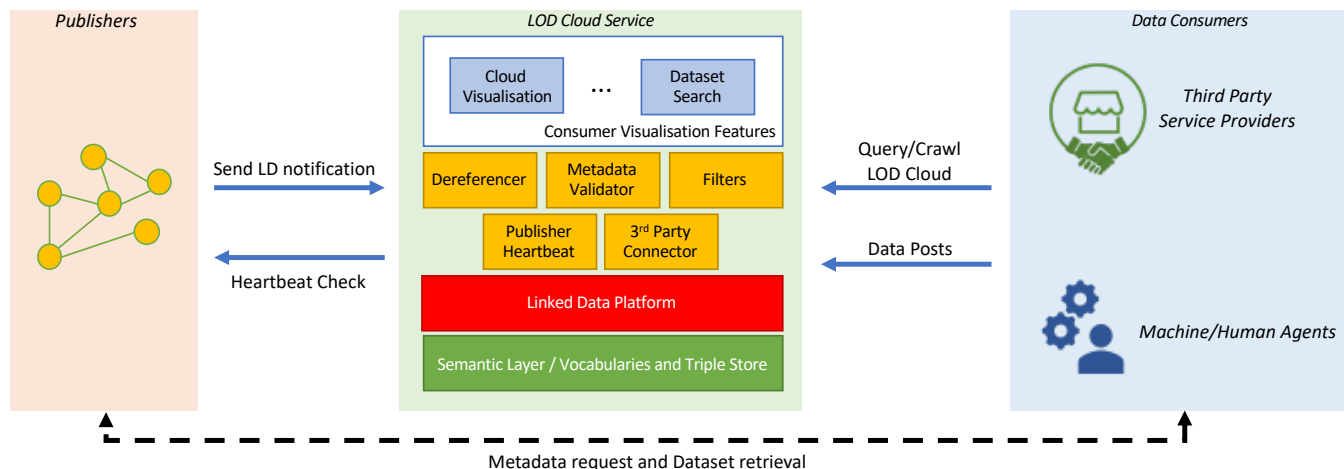 Publishers
LOD Cloud Service
Data Consumers
Cloud
Visualisation
...
Dataset
Search
Consumer Visualisation Features
Third Party
Service Providers
Send LD notification
Dereferencer
Metadata
Validator
Filters
Query/Crawl
LOD Cloud
Publisher
Heartbeat
3rd Party
Connector
Heartbeat Check
Data Posts
Linked Data Platform
Machine/Human Agents
Semantic Layer / Vocabularies and Triple Store
Metadata request and Dataset retrieval